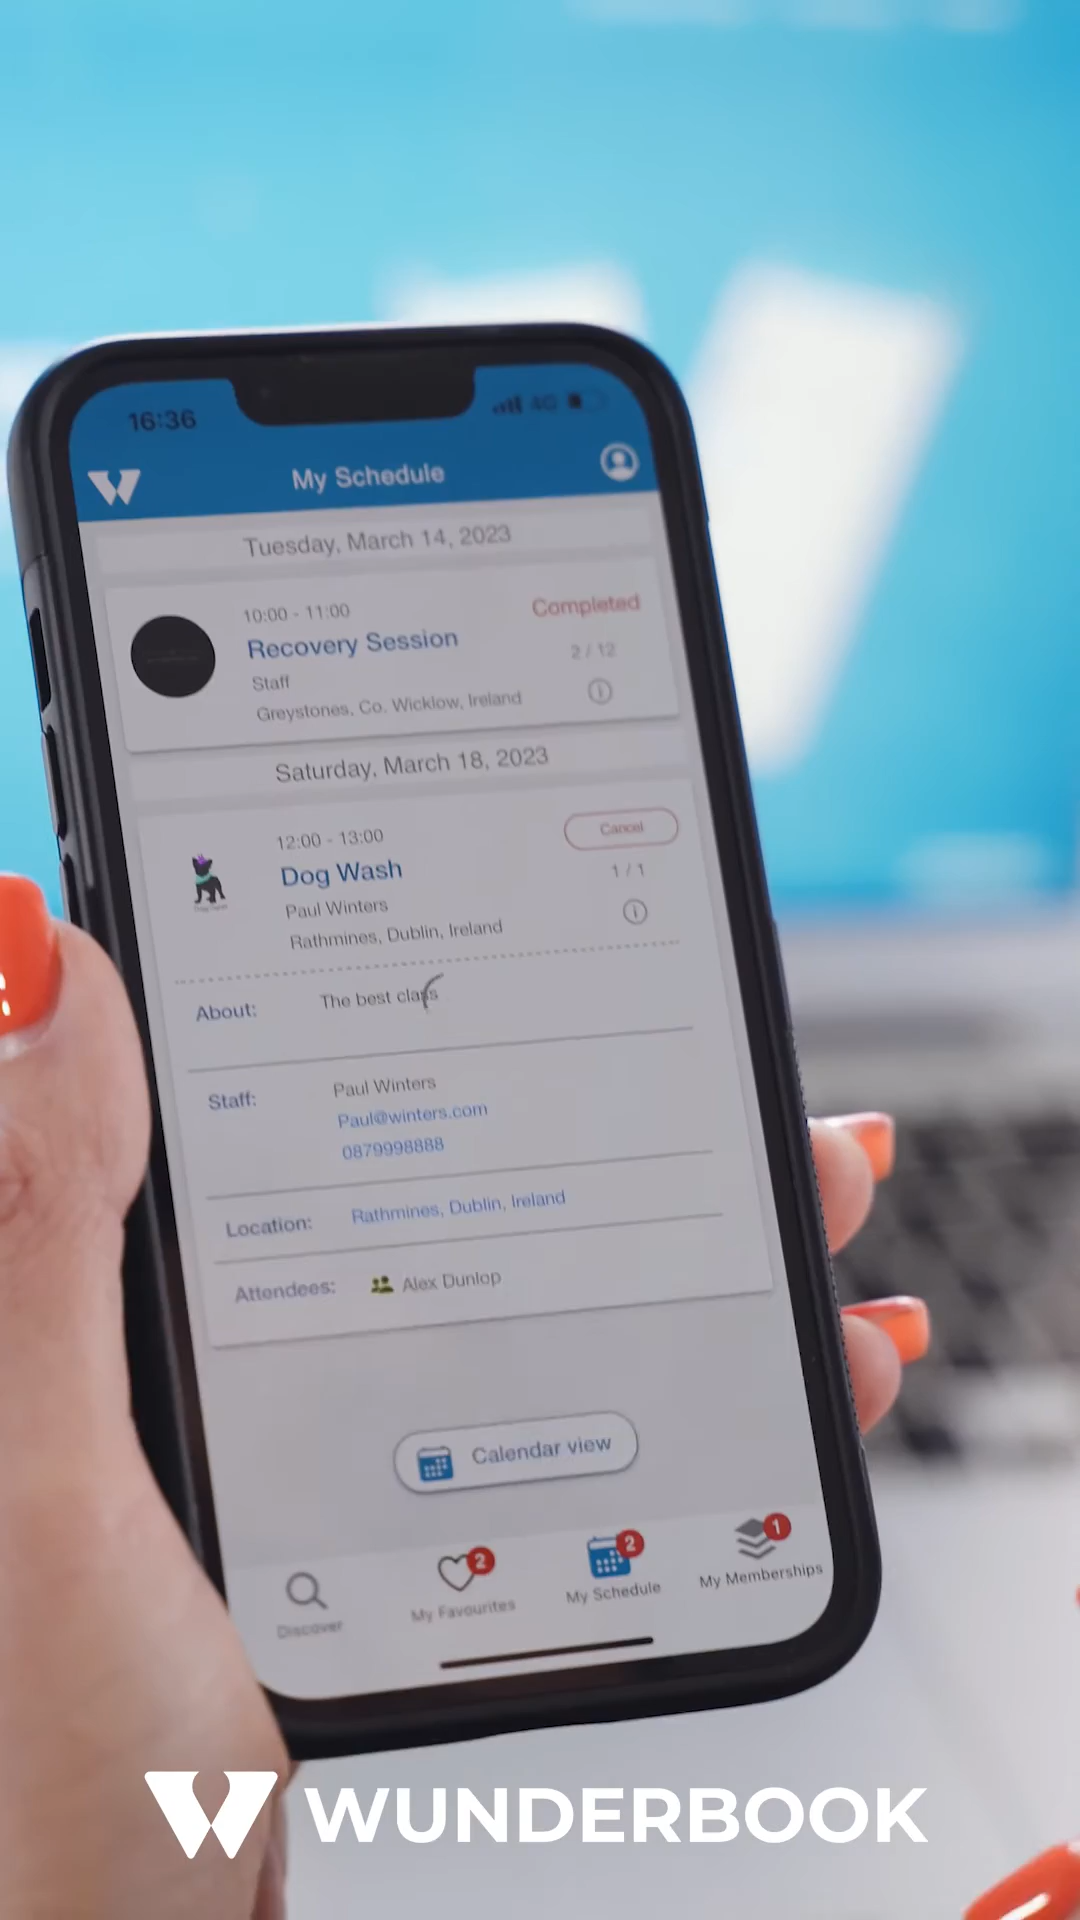 16:36
4G
My Schedule
Tuesday, March 14, 2023
10:00 - 11:00
Completed
Recovery Session
2 / 12
Staff
Greystones, Co. Wicklow, Ireland
Saturday, March 18, 2023
12:00 - 13:00
Cancel
Dog Wash
1 / 1
Paul Winters
Rathmines, Dublin, Ireland
About: The best class
Staff: Paul Winters
Paul@winters.com
0879998888
Location: Rathmines, Dublin, Ireland
Attendees: Alex Dunlop
Calendar view
2
2
1
Discover
My Favourites
My Schedule
My Memberships
WUNDERBOOK